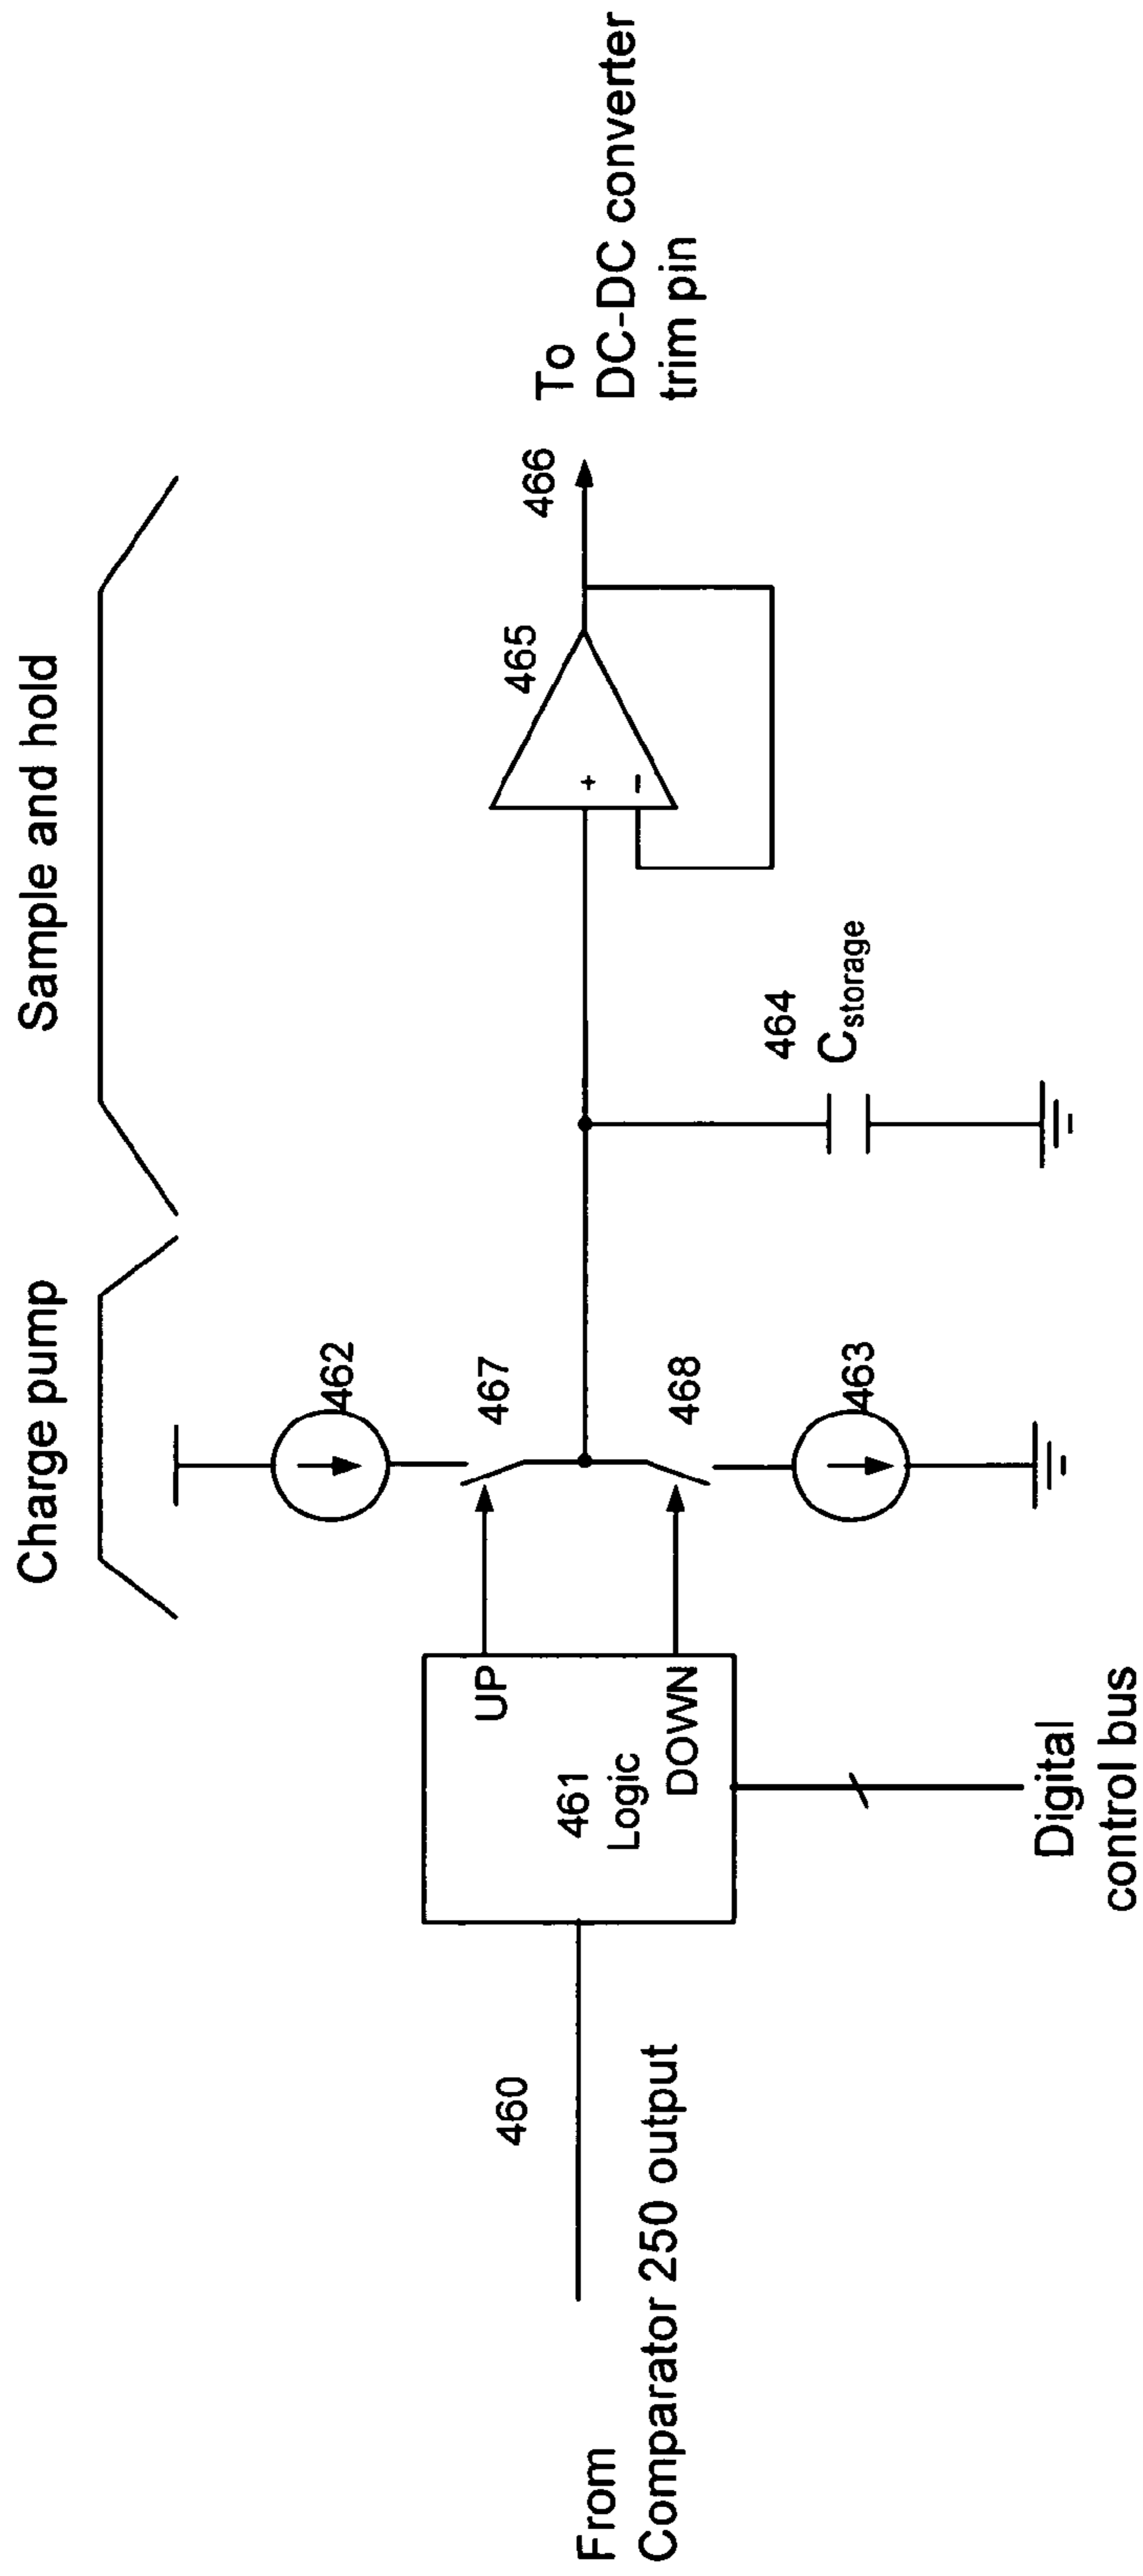 Charge pump
Sample and hold
462
467
468
463
UP
461
Logic
DOWN
460
From
Comparator 250 output
Digital
control bus
464
Cstorage
465
+
−
466
To
DC-DC converter
trim pin